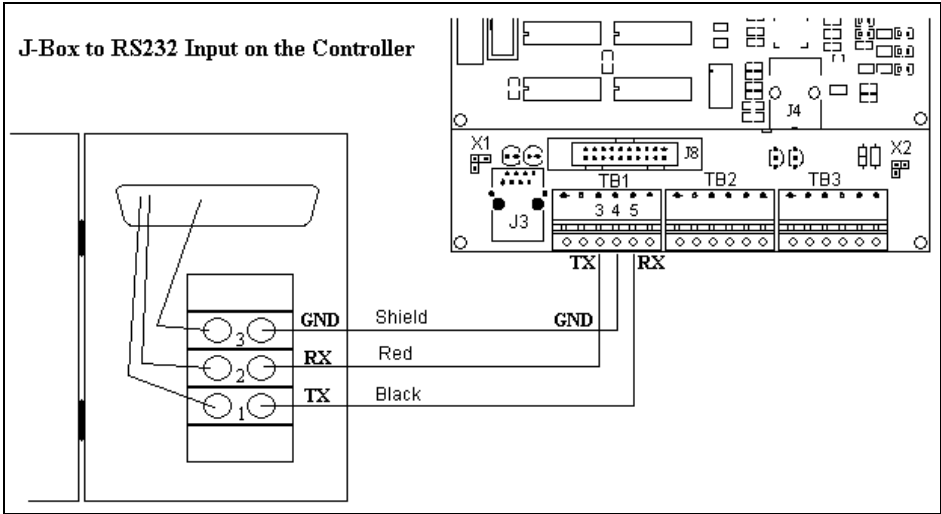 J-Box to RS232 Input on the Controller
J4
X1
J8
X2
TB1
TB2
TB3
3 4 5
J3
TX
RX
GND
Shield
GND
3
RX
Red
2
TX
Black
1